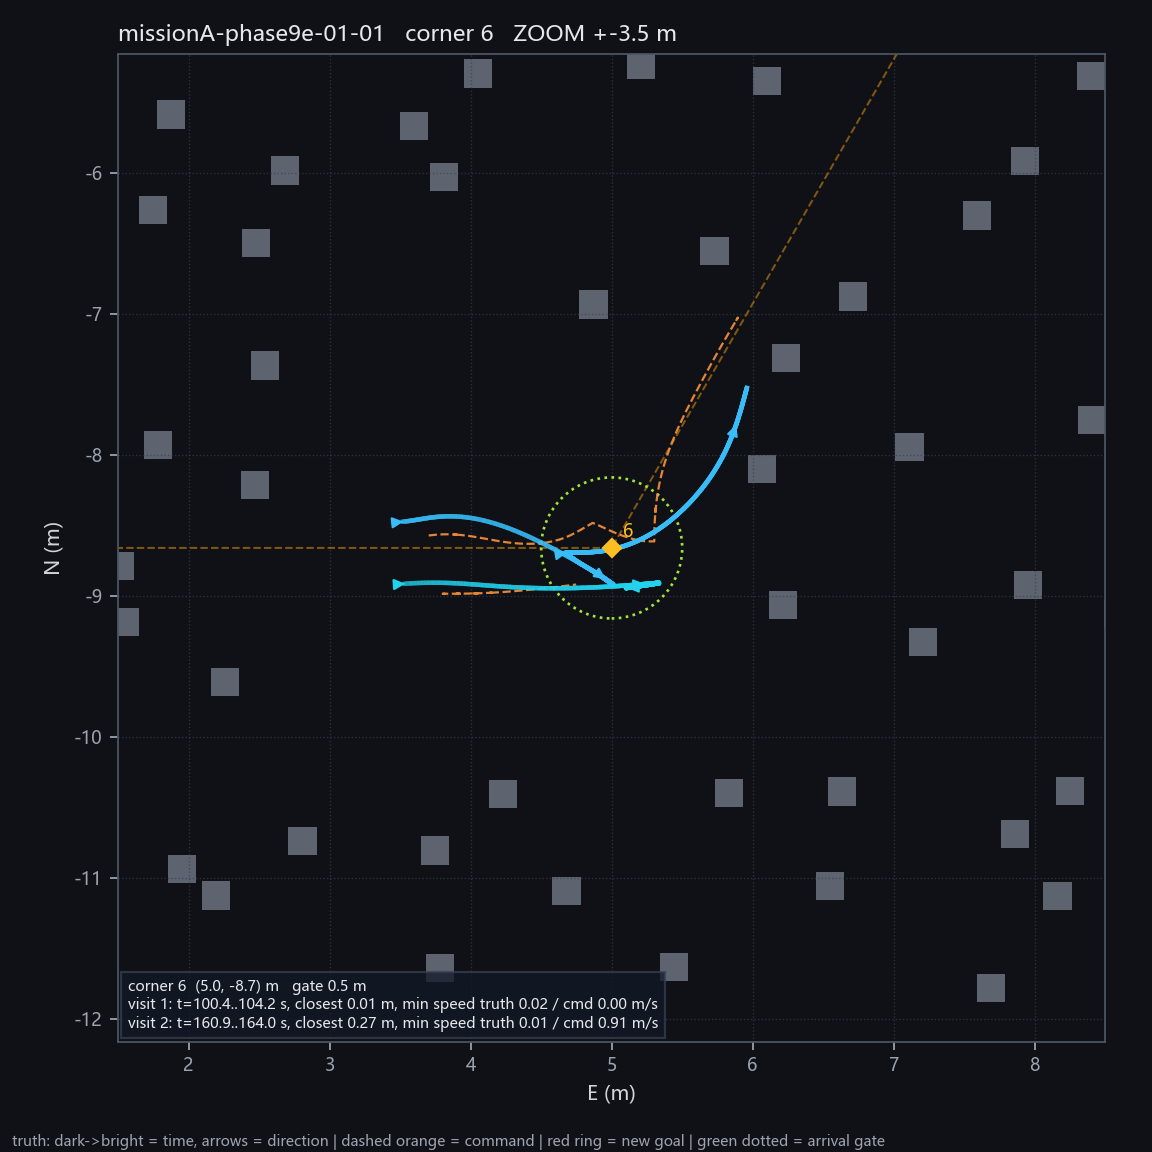 missionA-phase9e-01-01   corner 6   ZOOM +-3.5 m
-6
-7
-8
-9
-10
-11
-12
N (m)
6
corner 6  (5.0, -8.7) m   gate 0.5 m
visit 1: t=100.4..104.2 s, closest 0.01 m, min speed truth 0.02 / cmd 0.00 m/s
visit 2: t=160.9..164.0 s, closest 0.27 m, min speed truth 0.01 / cmd 0.91 m/s
2 3 4 5 6 7 8
E (m)
truth: dark->bright = time, arrows = direction | dashed orange = command | red ring = new goal | green dotted = arrival gate